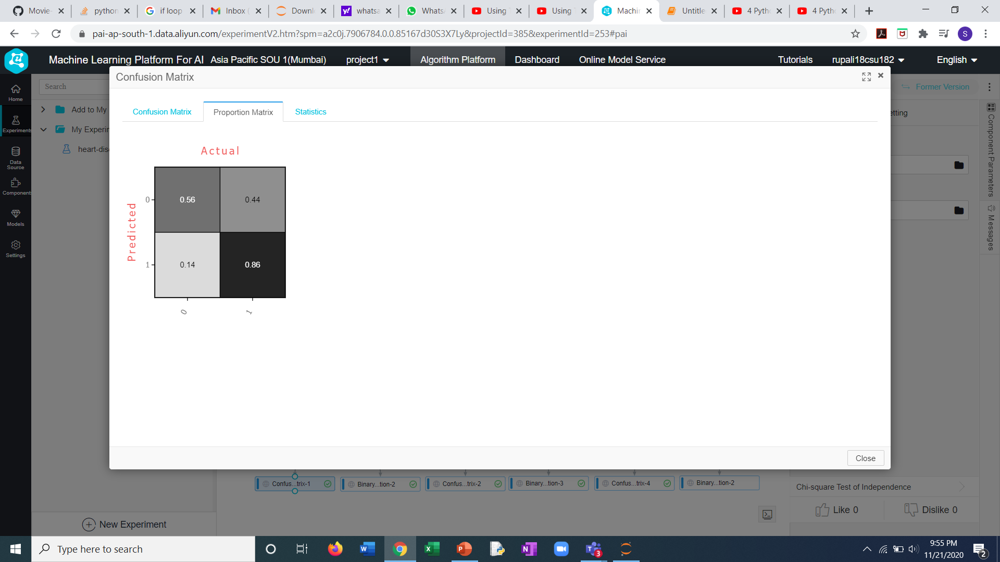 Movie-
python
if loop
Inbox (
Downl
whatsa
Whats
Using
Using
Machin
Untitle
4 Pyth
4 Pyth
pai-ap-south-1.data.aliyun.com/experimentV2.htm?spm=a2c0j.7906784.0.0.85167d30S3X7Ly&projectId=385&experimentId=253#pai
S
Machine Learning Platform For AI
Asia Pacific SOU 1(Mumbai)
project1
Algorithm Platform
Dashboard
Online Model Service
Tutorials
rupali18csu182
English
Confusion Matrix
Search
Former Version
Home
Add to My
Confusion Matrix
Proportion Matrix
Statistics
etting
Experiments
My Experin
heart-dis
Data
Source
Component
Models
Settings
Component Parameters
Messages
Actual
Predicted
0
0.56
0.44
1
0.14
0.86
0
1
Close
Confus...trix-1
Binary...tion-2
Confus...trix-2
Binary...tion-3
Confus...trix-4
Binary...tion-2
Chi-square Test of Independence
Like 0
Dislike 0
New Experiment
Type here to search
3
9:55 PM
11/21/2020
2